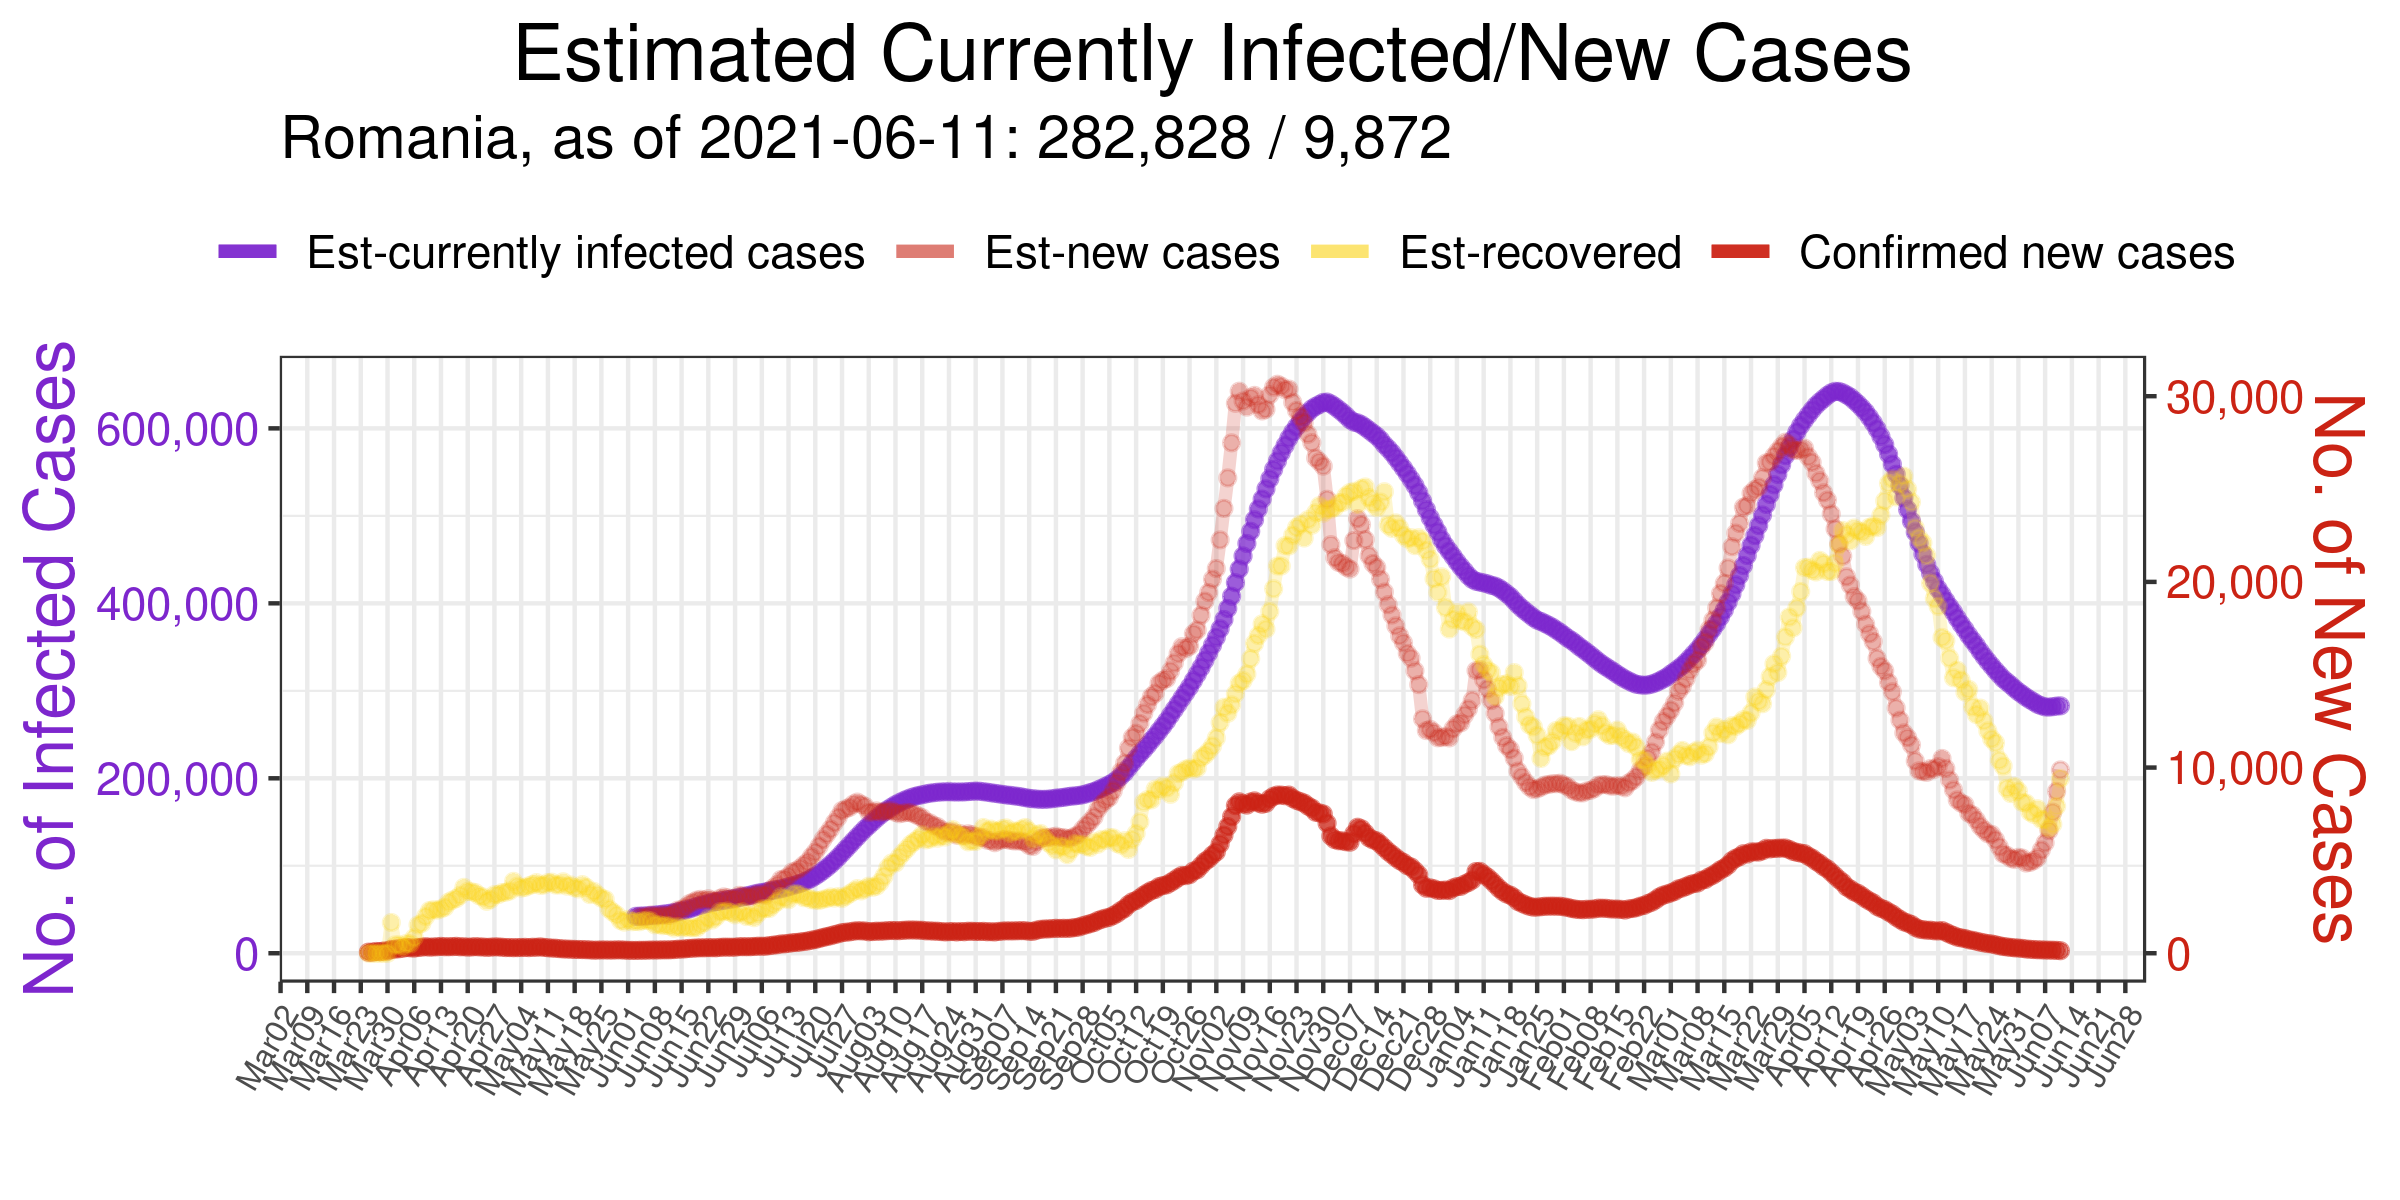 Estimated Currently Infected/New Cases
Romania, as of 2021-06-11: 282,828 / 9,872
Est-currently infected cases Est-new cases Est-recovered Confirmed new cases
No. of Infected Cases
600,000
400,000
200,000
0
30,000
20,000
10,000
0
No. of New Cases
Mar02
Mar09
Mar16
Mar23
Mar30
Apr06
Apr13
Apr20
Apr27
May04
May11
May18
May25
Jun01
Jun08
Jun15
Jun22
Jun29
Jul06
Jul13
Jul20
Jul27
Aug03
Aug10
Aug17
Aug24
Aug31
Sep07
Sep14
Sep21
Sep28
Oct05
Oct12
Oct19
Oct26
Nov02
Nov09
Nov16
Nov23
Nov30
Dec07
Dec14
Dec21
Dec28
Jan04
Jan11
Jan18
Jan25
Feb01
Feb08
Feb15
Feb22
Mar01
Mar08
Mar15
Mar22
Mar29
Apr05
Apr12
Apr19
Apr26
May03
May10
May17
May24
May31
Jun07
Jun14
Jun21
Jun28